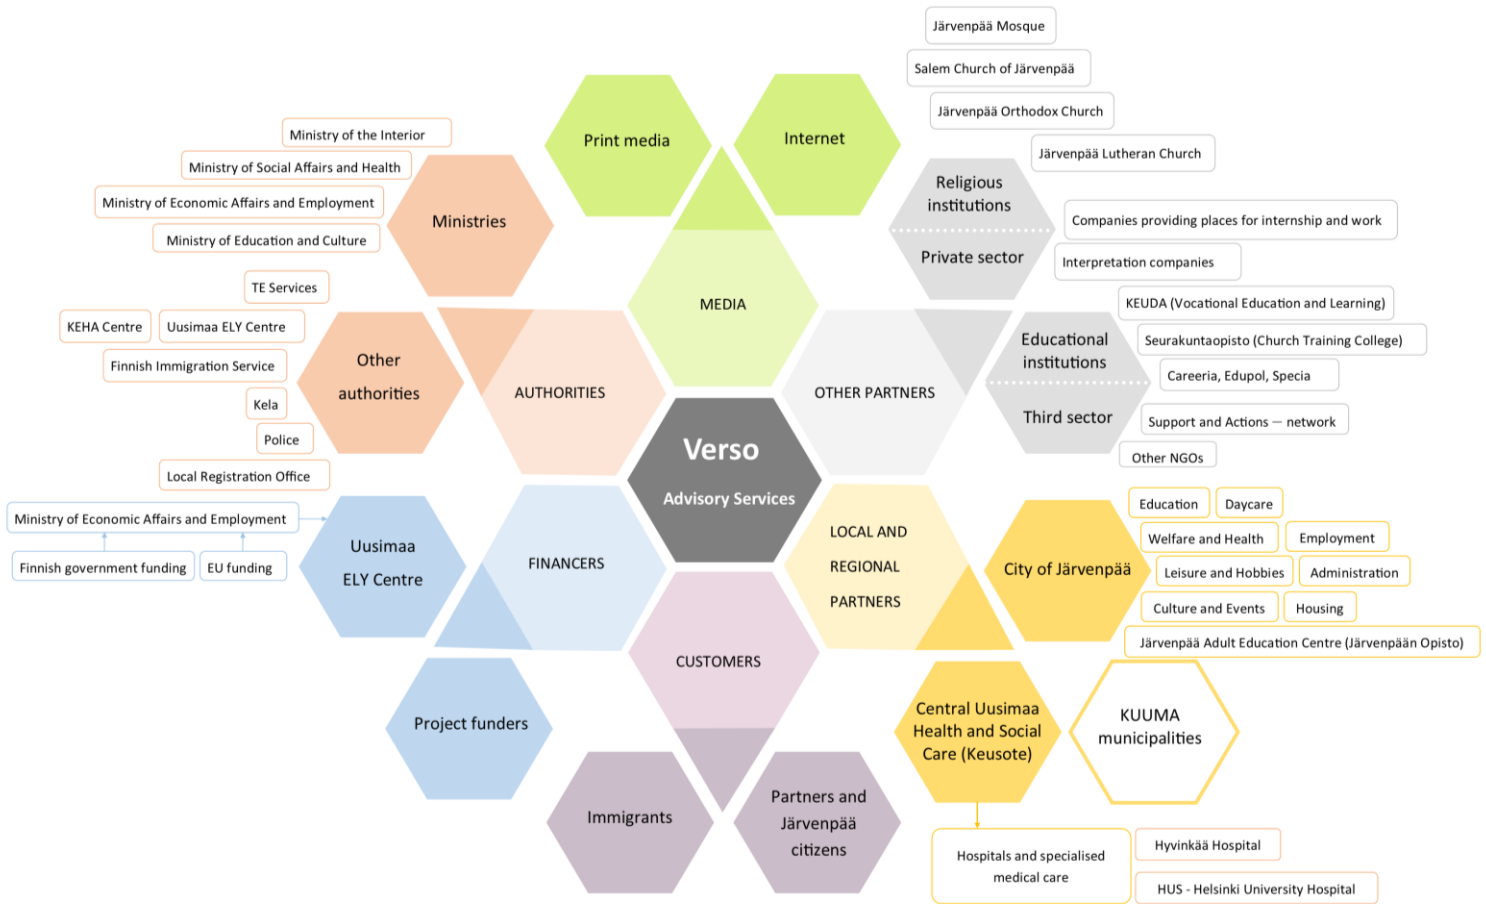 Järvenpää Mosque
Salem Church of Järvenpää
Järvenpää Orthodox Church
Järvenpää Lutheran Church
Print media
Internet
Ministry of the Interior
Ministry of Social Affairs and Health
Ministry of Economic Affairs and Employment
Ministry of Education and Culture
Ministries
Religious
institutions
Private sector
Companies providing places for internship and work
Interpretation companies
TE Services
KEHA Centre
Uusimaa ELY Centre
Finnish Immigration Service
Kela
Police
Local Registration Office
Other
authorities
AUTHORITIES
MEDIA
OTHER PARTNERS
Educational
institutions
Third sector
KEUDA (Vocational Education and Learning)
Seurakuntaopisto (Church Training College)
Careeria, Edupol, Specia
Support and Actions — network
Other NGOs
Verso
Advisory Services
Ministry of Economic Affairs and Employment
Finnish government funding
EU funding
Uusimaa
ELY Centre
FINANCERS
LOCAL AND
REGIONAL
PARTNERS
City of Järvenpää
Education
Daycare
Welfare and Health
Employment
Leisure and Hobbies
Administration
Culture and Events
Housing
Järvenpää Adult Education Centre (Järvenpään Opisto)
CUSTOMERS
Project funders
Immigrants
Partners and
Järvenpää
citizens
Central Uusimaa
Health and Social
Care (Keusote)
KUUMA
municipalities
Hospitals and specialised
medical care
Hyvinkää Hospital
HUS - Helsinki University Hospital